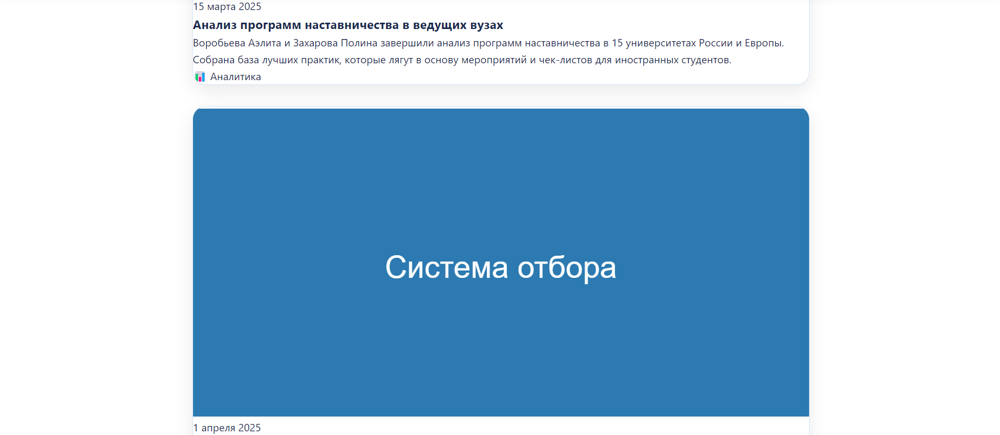 15 марта 2025
Анализ программ наставничества в ведущих вузах
Воробьева Аэлита и Захарова Полина завершили анализ программ наставничества в 15 университетах России и Европы.
Собрана база лучших практик, которые лягут в основу мероприятий и чек-листов для иностранных студентов.
Аналитика
Система отбора
1 апреля 2025